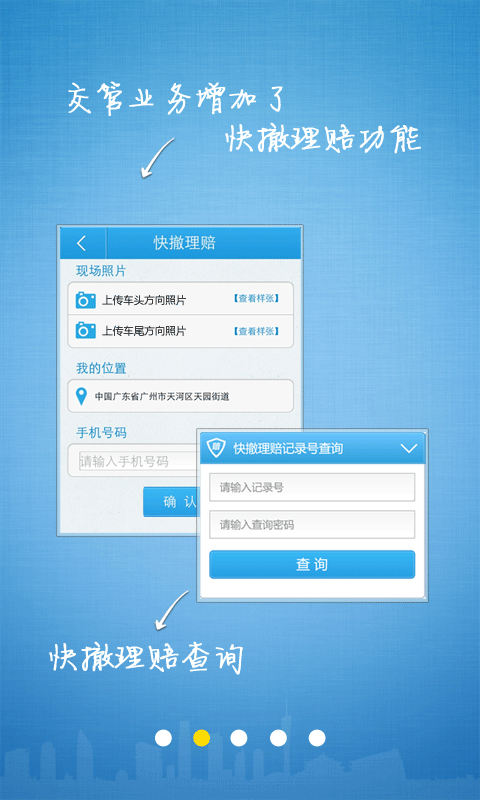 交管业务增加了
快撤理赔功能
快撤理赔
现场照片
上传车头方向照片 【查看样张】
上传车尾方向照片 【查看样张】
我的位置
中国广东省广州市天河区天园街道
手机号码
请输入手机号码
确 认
快撤理赔记录号查询
请输入记录号
请输入查询密码
查 询
快撤理赔查询